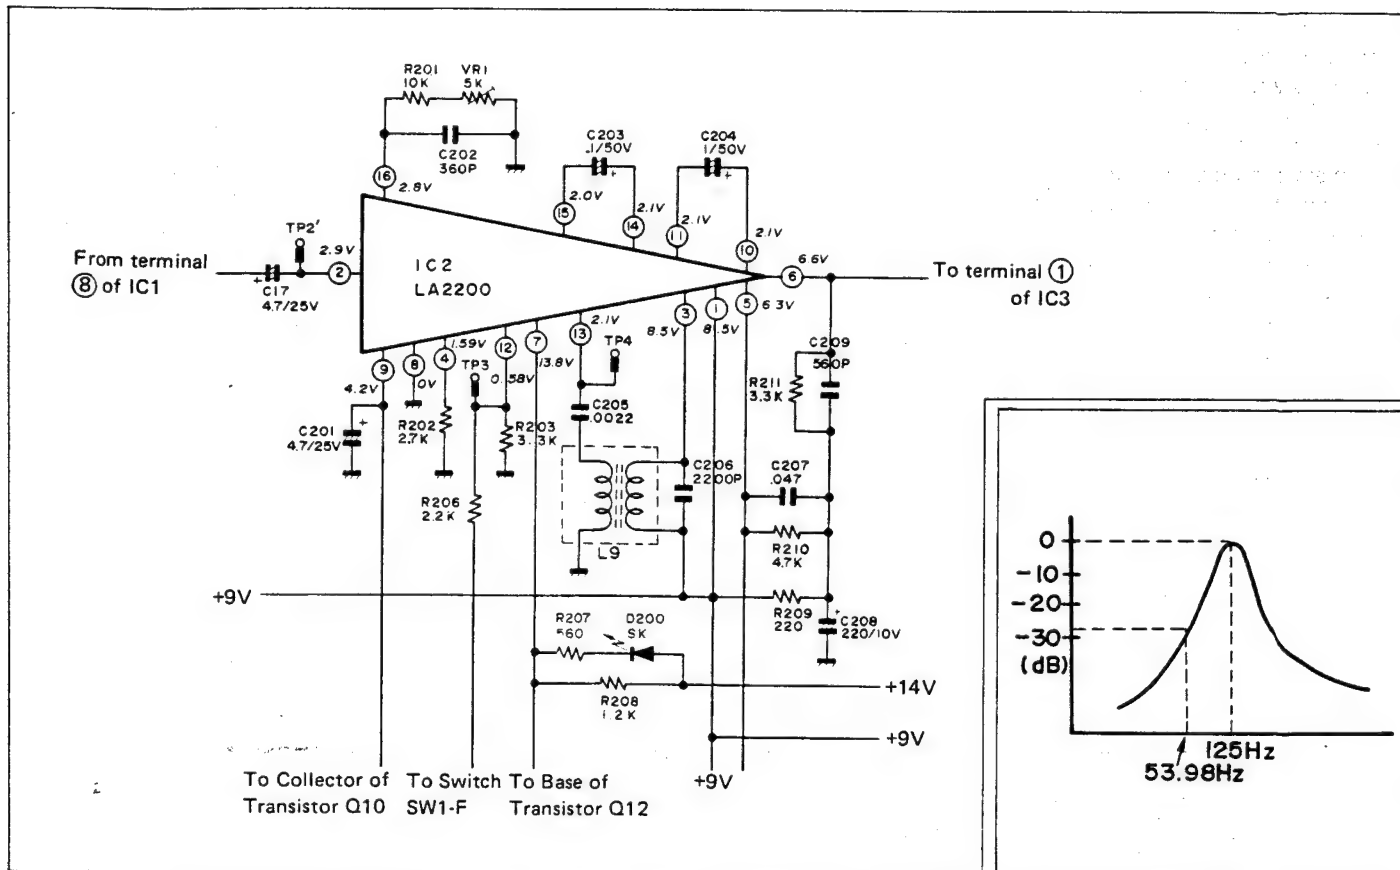 R201
10K
VR1
5K
C202
360P
C203
.1/50V
C204
.1/50V
16
2.8V
2.0V
15
2.1V
14
2.1V
11
2.1V
10
TP2'
2.9V
2
From terminal
8 of IC1
C17
4.7/25V
+
IC2
LA2200
6
6.6V
To terminal 1
of IC3
9
4.2V
8
0V
4
1.59V
TP3
12
0.58V
7
13.8V
13
2.1V
TP4
3
8.5V
1
8.5V
5
6.3V
C201
4.7/25V
+
R202
2.7K
R203
3.3K
C205
.0022
R206
2.2K
L9
C206
2200P
C209
560P
R211
3.3K
C207
.047
R210
4.7K
R209
220
C208
220/10V
+
+9V
R207
560
D200
SK
R208
1.2K
+14V
+9V
+9V
To Collector of
Transistor Q10
To Switch
SW1-F
To Base of
Transistor Q12
0
-10
-20
-30
(dB)
125Hz
53.98Hz